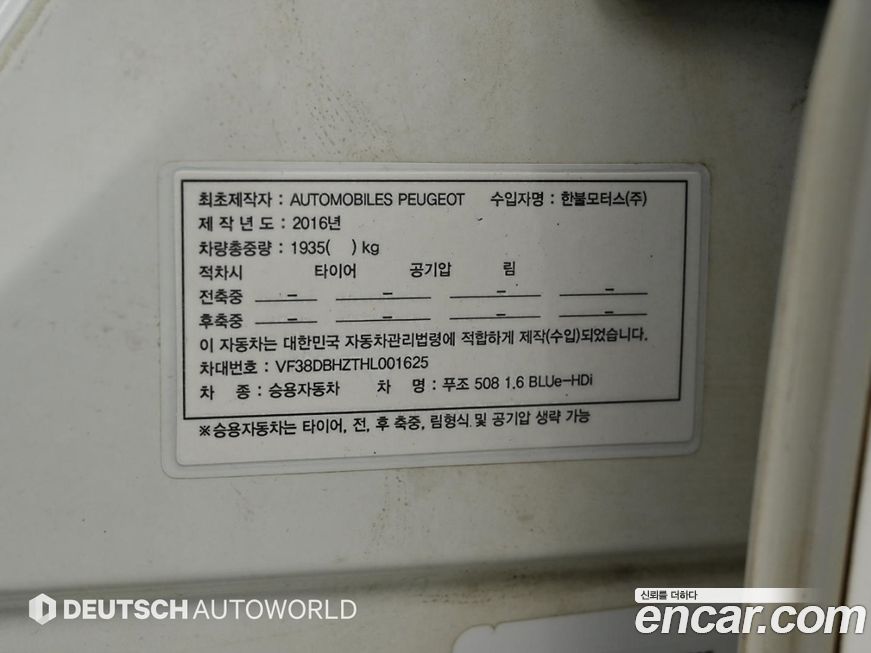 최초제작자 : AUTOMOBILES PEUGEOT 수입자명 : 한불모터스(주)
제 작 년 도 : 2016년
차량총중량 : 1935( ) kg
적차시 타이어 공기압 림
전축중 – – – –
후축중 – – – –
이 자동차는 대한민국 자동차관리법령에 적합하게 제작(수입)되었습니다.
차대번호 : VF38DBHZTHL001625
차 종 : 승용자동차 차 명 : 푸조 508 1.6 BLUe-HDi
※승용자동차는 타이어, 전, 후 축중, 림형식 및 공기압 생략 가능
DEUTSCH AUTOWORLD
신뢰를 더하다
encar.com